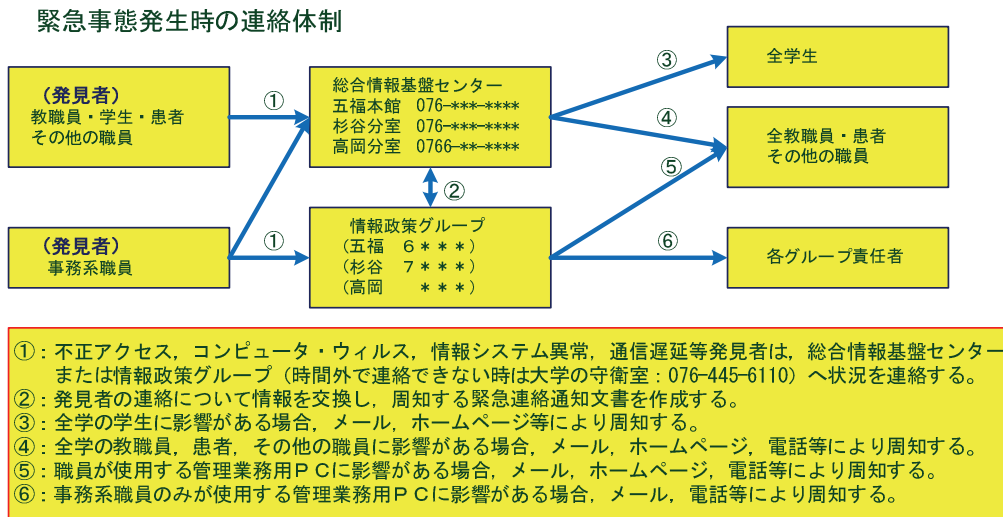 緊急事態発生時の連絡体制
(発見者)
教職員・学生・患者
その他の職員
①
総合情報基盤センター
五福本館 076-***-****
杉谷分室 076-***-****
高岡分室 0766-**-****
③
全学生
④
全教職員・患者
その他の職員
⑤
②
(発見者)
事務系職員
①
情報政策グループ
(五福 6***)
(杉谷 7***)
(高岡 ***)
⑥
各グループ責任者
①:不正アクセス,コンピュータ・ウィルス,情報システム異常,通信遅延等発見者は,総合情報基盤センター
または情報政策グループ(時間外で連絡できない時は大学の守衛室:076-445-6110)へ状況を連絡する。
②:発見者の連絡について情報を交換し,周知する緊急連絡通知文書を作成する。
③:全学の学生に影響がある場合,メール,ホームページ等により周知する。
④:全学の教職員,患者,その他の職員に影響がある場合,メール,ホームページ,電話等により周知する。
⑤:職員が使用する管理業務用PCに影響がある場合,メール,ホームページ,電話等により周知する。
⑥:事務系職員のみが使用する管理業務用PCに影響がある場合,メール,電話等により周知する。